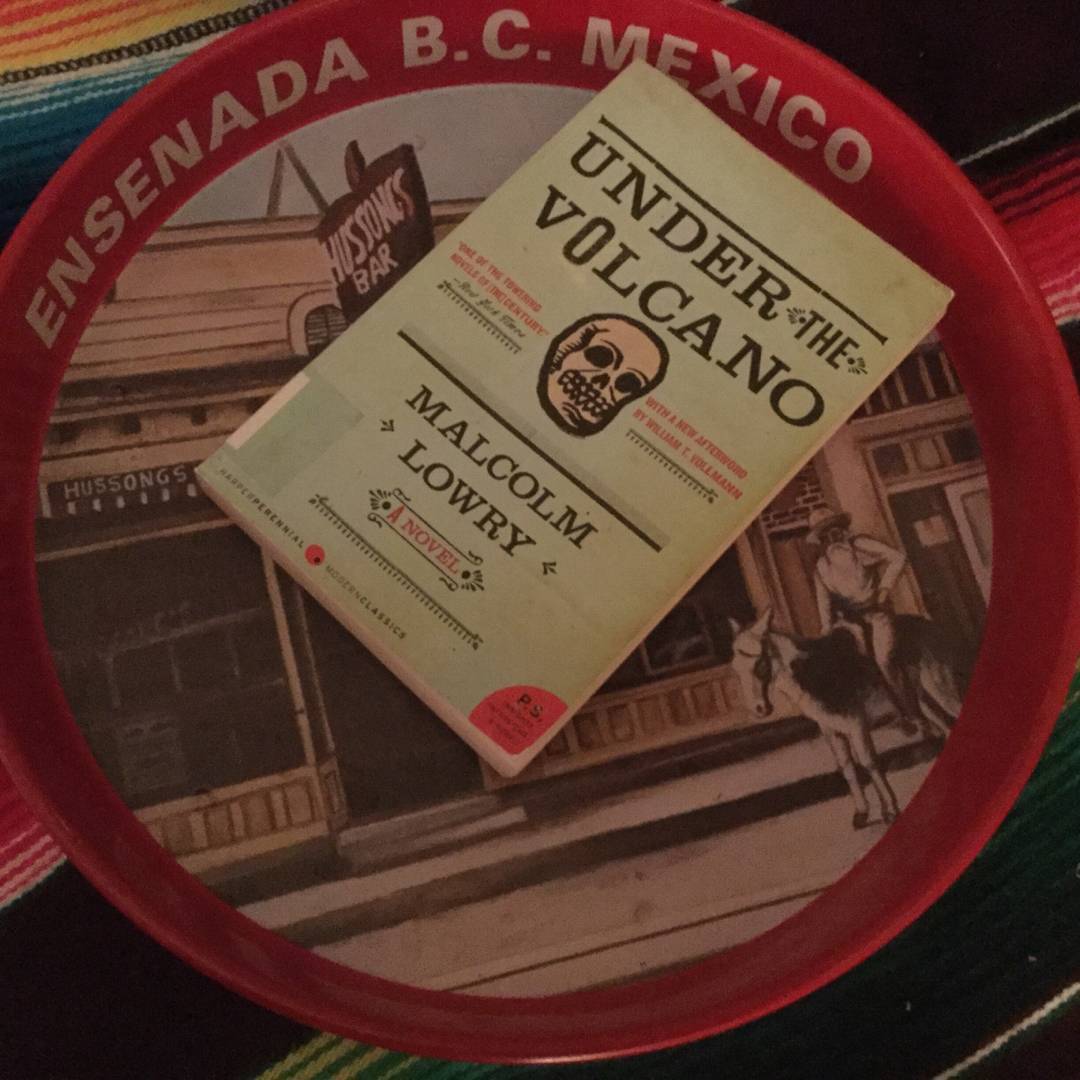 ENSENADA B.C. MEXICO
HUSSONGS
BAR
HUSSONGS
UNDER·THE·
VOLCANO
"ONE OF THE TOWERING
NOVELS OF [THE] CENTURY."
—New York Times
WITH A NEW AFTERWORD
BY WILLIAM T. VOLLMANN
MALCOLM
LOWRY
A NOVEL
HARPERPERENNIAL MODERNCLASSICS
P.S.